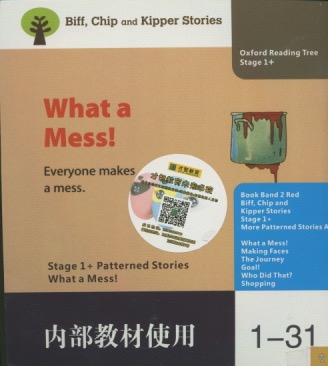 Biff, Chip and Kipper Stories
Oxford Reading Tree
Stage 1+
What a
Mess!
Everyone makes
a mess.
Book Band 2 Red
Biff, Chip and
Kipper Stories
Stage 1+
More Patterned Stories A
What a Mess!
Making Faces
The Journey
Goal!
Who Did That?
Shopping
Stage 1+ Patterned Stories
What a Mess!
内部教材使用
1-31